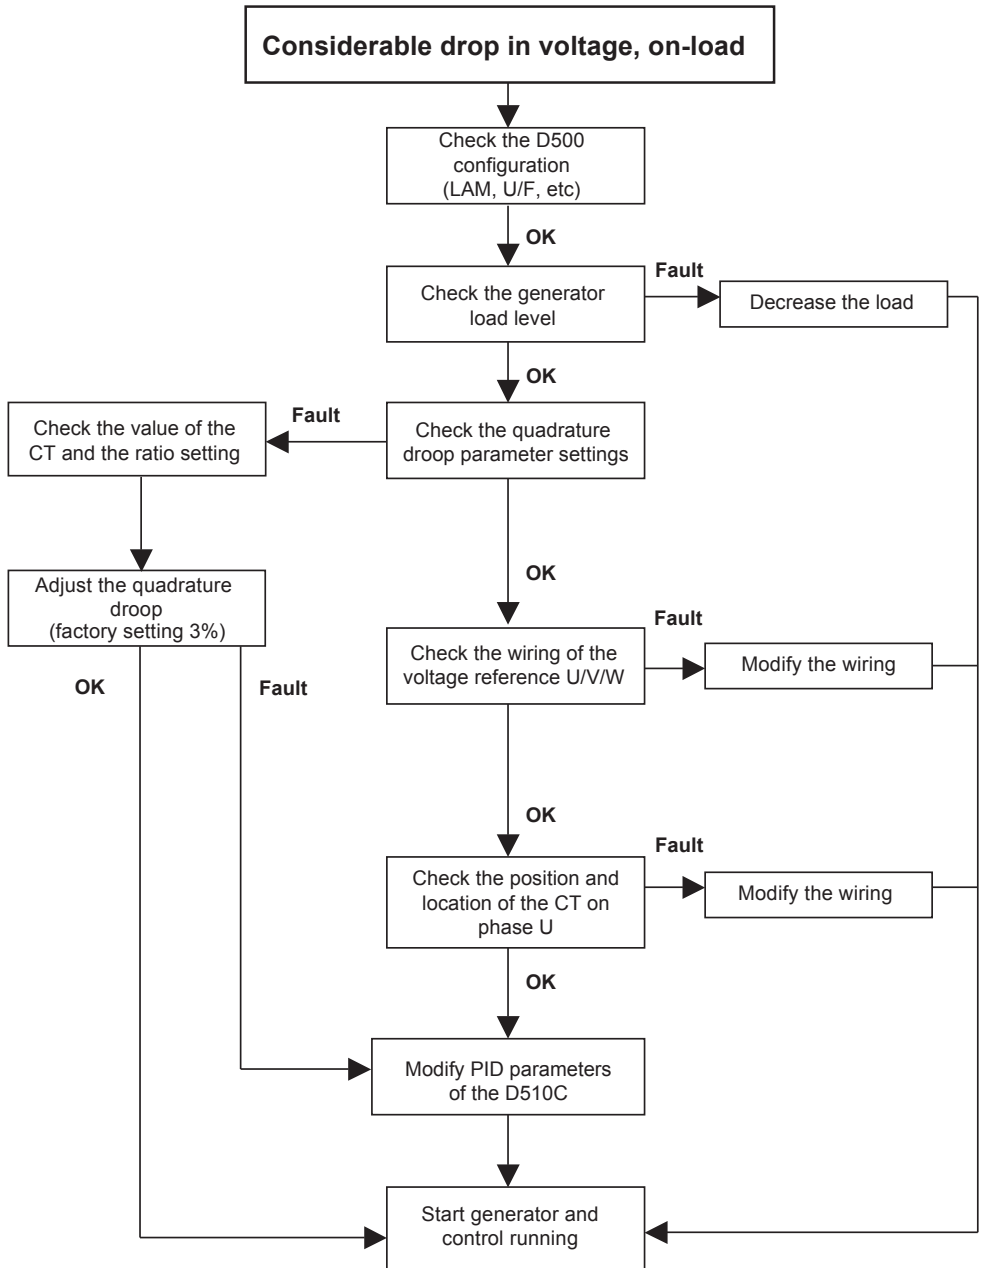 Considerable drop in voltage, on-load
Check the D500
configuration
(LAM, U/F, etc)
OK
Check the generator
load level
Fault
Decrease the load
OK
Check the quadrature
droop parameter settings
Fault
Check the value of the
CT and the ratio setting
Adjust the quadrature
droop
(factory setting 3%)
OK
Fault
OK
Check the wiring of the
voltage reference U/V/W
Fault
Modify the wiring
OK
Check the position and
location of the CT on
phase U
Fault
Modify the wiring
OK
Modify PID parameters
of the D510C
Start generator and
control running